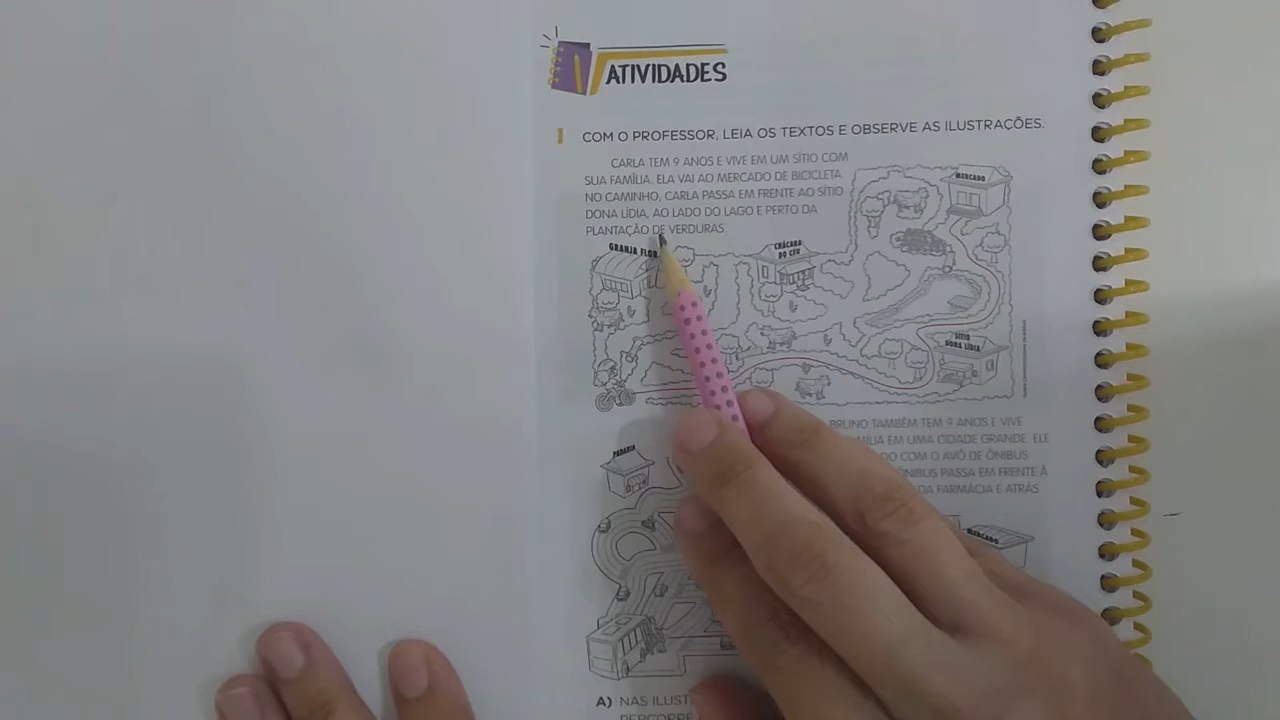 ATIVIDADES
1 COM O PROFESSOR, LEIA OS TEXTOS E OBSERVE AS ILUSTRAÇÕES.
CARLA TEM 9 ANOS E VIVE EM UM SÍTIO COM
SUA FAMÍLIA. ELA VAI AO MERCADO DE BICICLETA
NO CAMINHO, CARLA PASSA EM FRENTE AO SÍTIO
DONA LÍDIA, AO LADO DO LAGO E PERTO DA
PLANTAÇÃO DE VERDURAS.
MERCADO
GRANJA FLOR
CHÁCARA
DO CÉU
SÍTIO
DONA LÍDIA
BRUNO TAMBÉM TEM 9 ANOS E VIVE
EM UMA CIDADE GRANDE. ELE
COM O AVÔ DE ÔNIBUS
ÔNIBUS PASSA EM FRENTE À
DA FARMÁCIA E ATRÁS
PADARIA
MERCADO
A) NAS